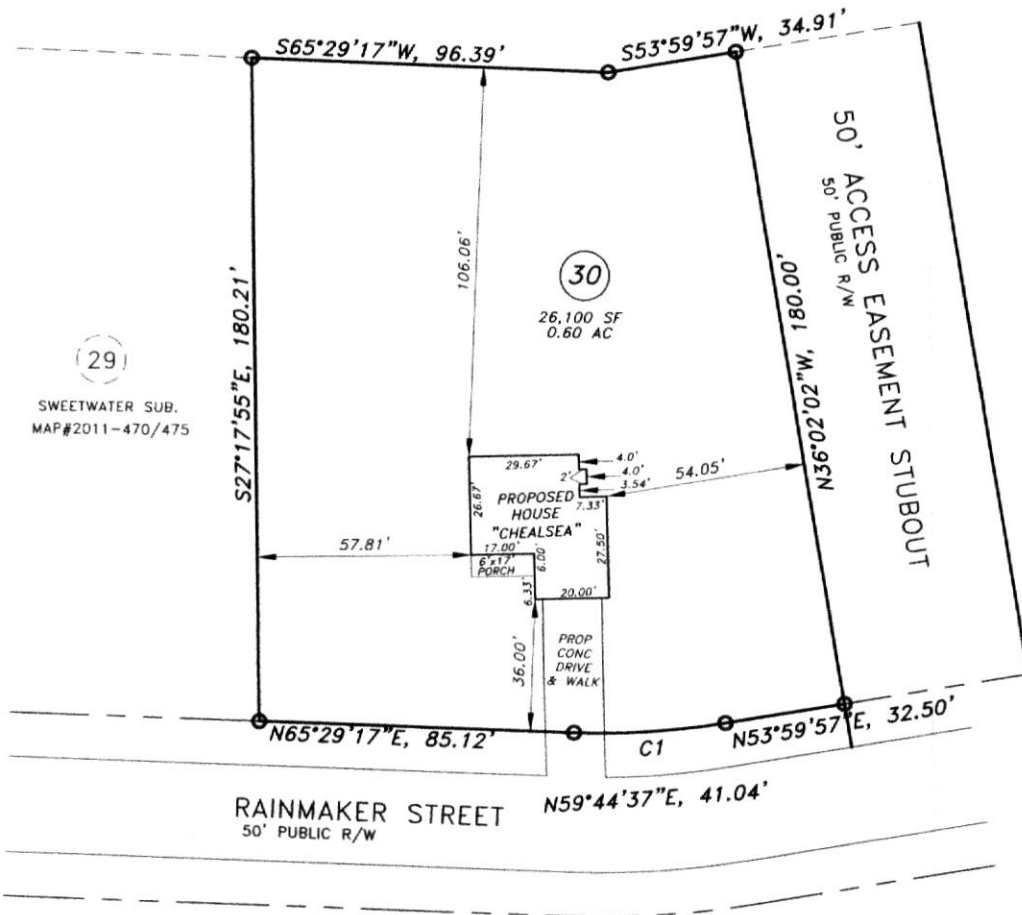 S65°29'17"W, 96.39'
S53°59'57"W, 34.91'
50' ACCESS EASEMENT STUBOUT
50' PUBLIC R/W
106.06'
30
26,100 SF
0.60 AC
S27°17'55"E, 180.21'
N36°02'02"W, 180.00'
29
SWEETWATER SUB.
MAP#2011-470/475
29.67'
4.0'
2'
4.0'
3.54'
54.05'
26.67'
PROPOSED
HOUSE
"CHEALSEA"
7.33'
27.50'
57.81'
17.00'
6'x17'
PORCH
6.00'
6.33'
20.00'
36.00'
PROP
CONC
DRIVE
& WALK
N65°29'17"E, 85.12'
C1
N53°59'57"E, 32.50'
N59°44'37"E, 41.04'
RAINMAKER STREET
50' PUBLIC R/W